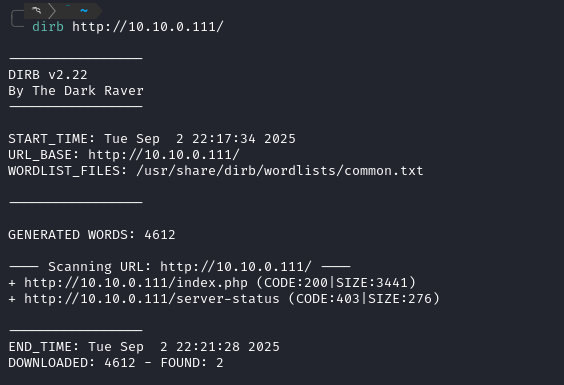 ~
dirb http://10.10.0.111/
-----------------
DIRB v2.22
By The Dark Raver
-----------------
START_TIME: Tue Sep  2 22:17:34 2025
URL_BASE: http://10.10.0.111/
WORDLIST_FILES: /usr/share/dirb/wordlists/common.txt
-----------------
GENERATED WORDS: 4612
---- Scanning URL: http://10.10.0.111/ ----
+ http://10.10.0.111/index.php (CODE:200|SIZE:3441)
+ http://10.10.0.111/server-status (CODE:403|SIZE:276)
-----------------
END_TIME: Tue Sep  2 22:21:28 2025
DOWNLOADED: 4612 - FOUND: 2